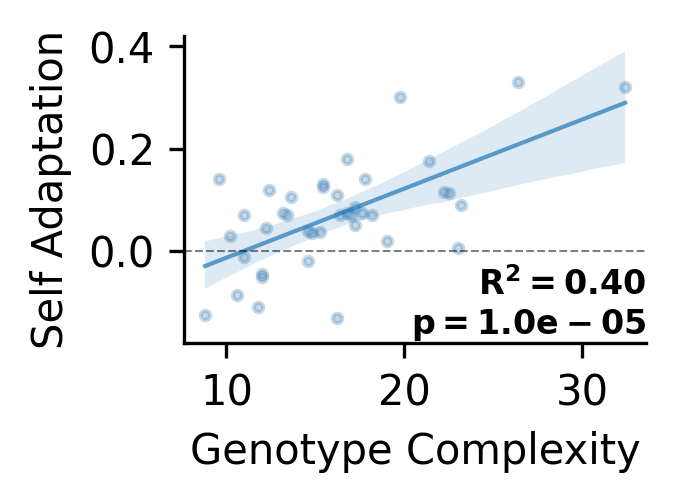 Self Adaptation
0.4
0.2
0.0
R² = 0.40
p = 1.0e − 05
10 20 30
Genotype Complexity